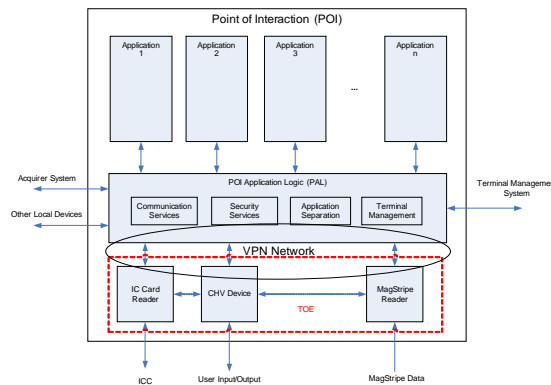 Point of Interaction (POI)
Application
1
Application
2
Application
3
Application
n
...
POI Application Logic (PAL)
Communication
Services
Security
Services
Application
Separation
Terminal
Management
Acquirer System
Other Local Devices
Terminal Manageme
System
VPN Network
IC Card
Reader
CHV Device
MagStripe
Reader
TOE
ICC
User Input/Output
MagStripe Data